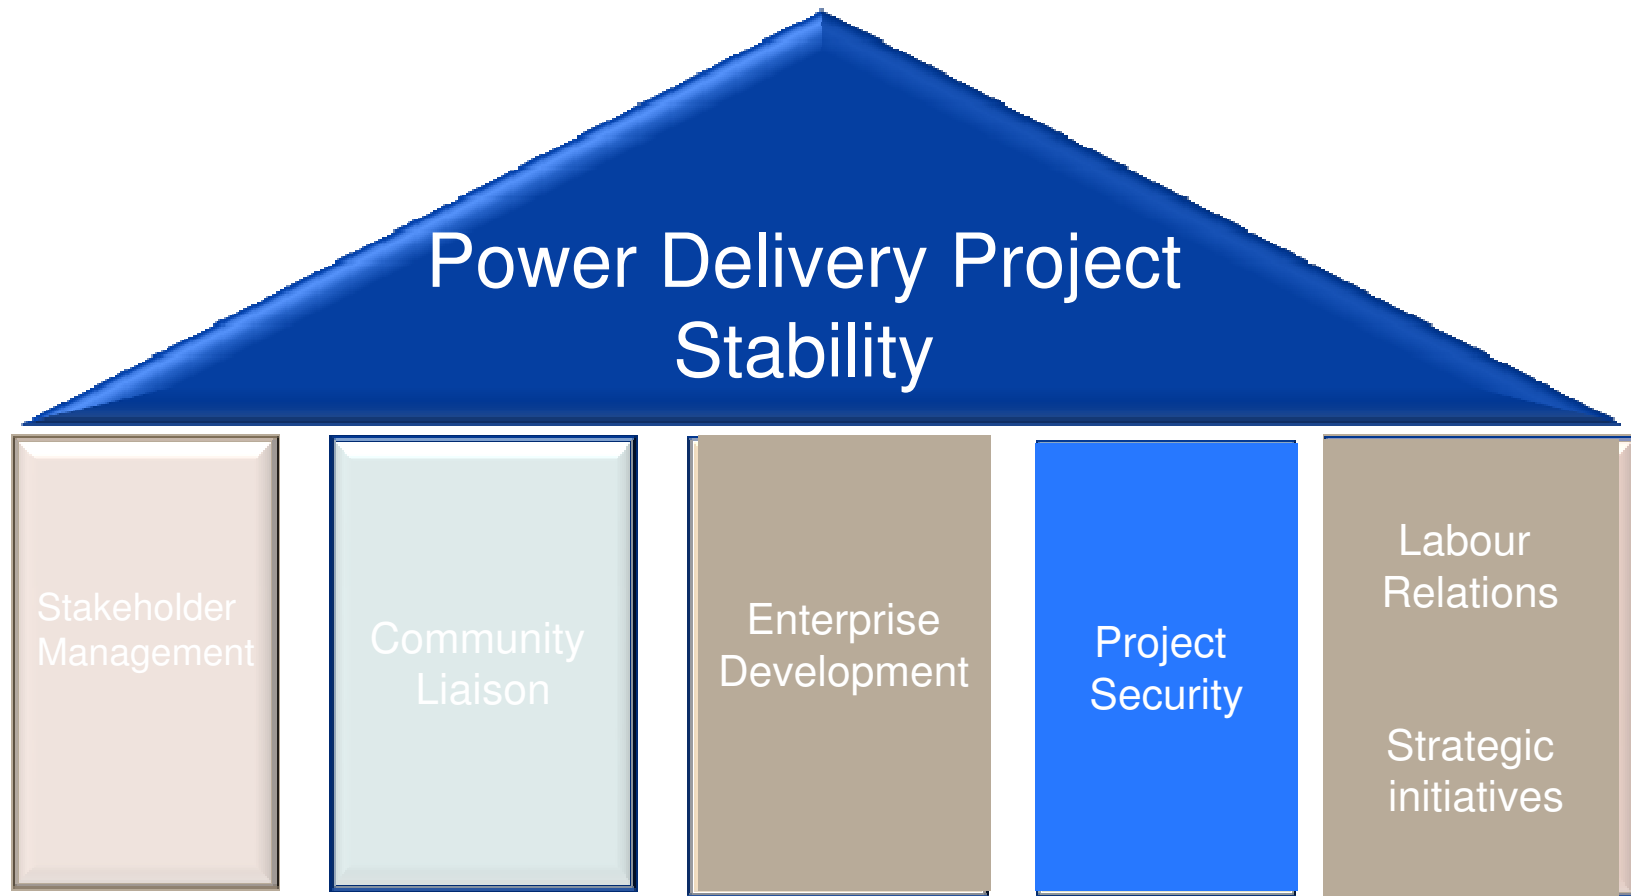 Power Delivery Project
Stability
Stakeholder
Management
Community
Liaison
Enterprise
Development
Project
Security
Labour
Relations
Strategic
initiatives